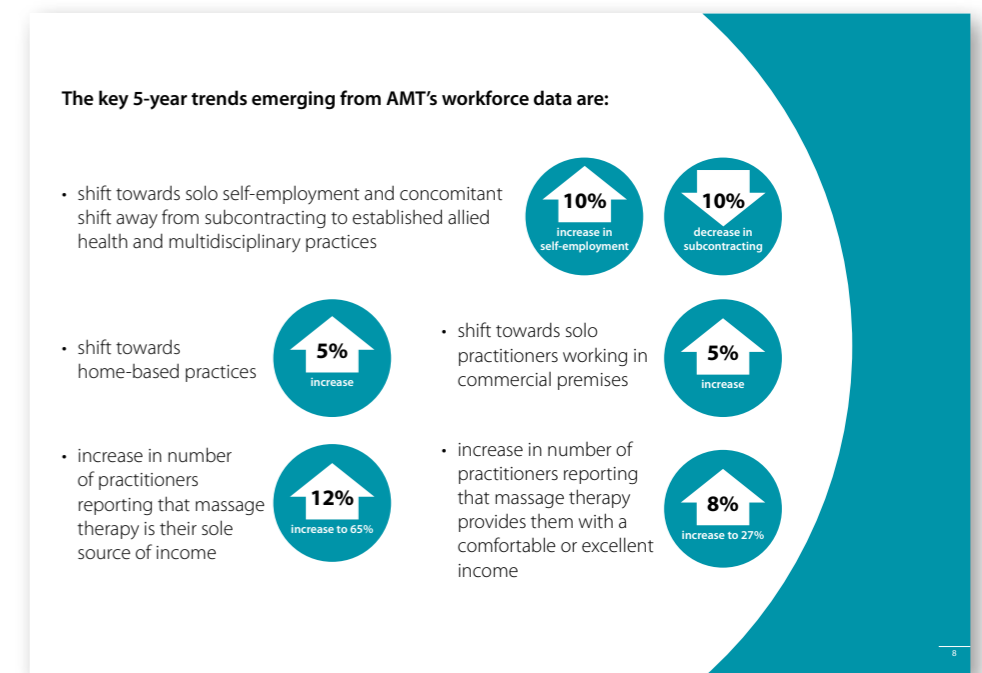 The key 5-year trends emerging from AMT’s workforce data are:
• shift towards solo self-employment and concomitant
shift away from subcontracting to established allied
health and multidisciplinary practices
10%
increase in
self-employment
10%
decrease in
subcontracting
• shift towards
home-based practices
5%
increase
• shift towards solo
practitioners working in
commercial premises
5%
increase
• increase in number
of practitioners
reporting that massage
therapy is their sole
source of income
12%
increase to 65%
• increase in number of
practitioners reporting
that massage therapy
provides them with a
comfortable or excellent
income
8%
increase to 27%
8